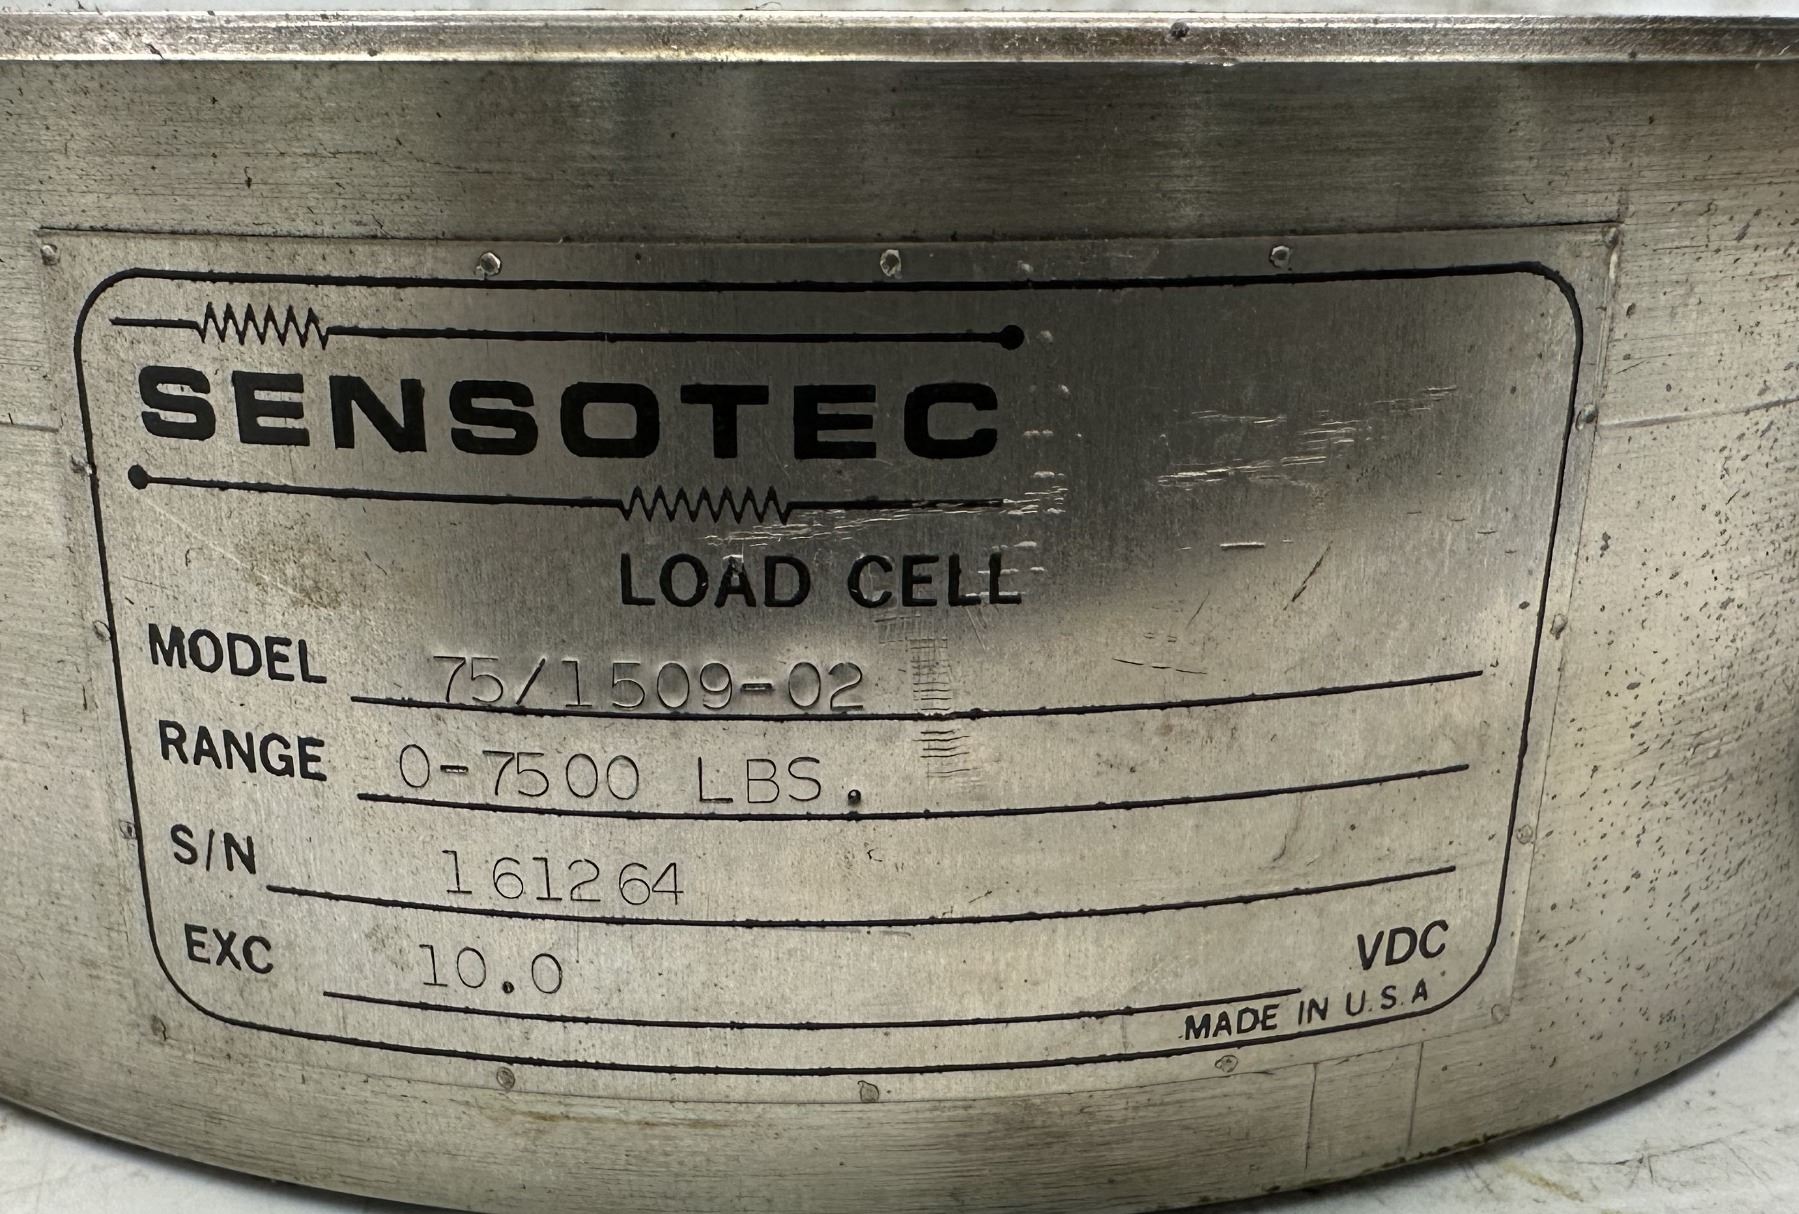 SENSOTEC
LOAD CELL
MODEL 75/1509-02
RANGE 0-7500 LBS.
S/N 161264
EXC 10.0 VDC
MADE IN U.S.A